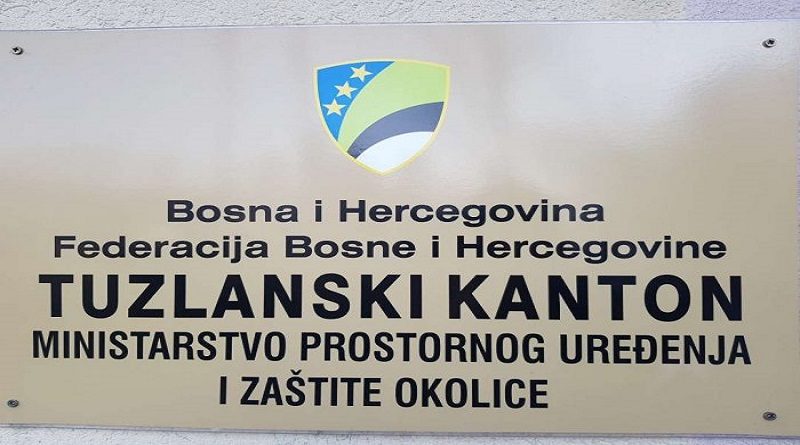 Bosna i Hercegovina
Federacija Bosne i Hercegovine
TUZLANSKI KANTON
MINISTARSTVO PROSTORNOG UREĐENJA
I ZAŠTITE OKOLICE